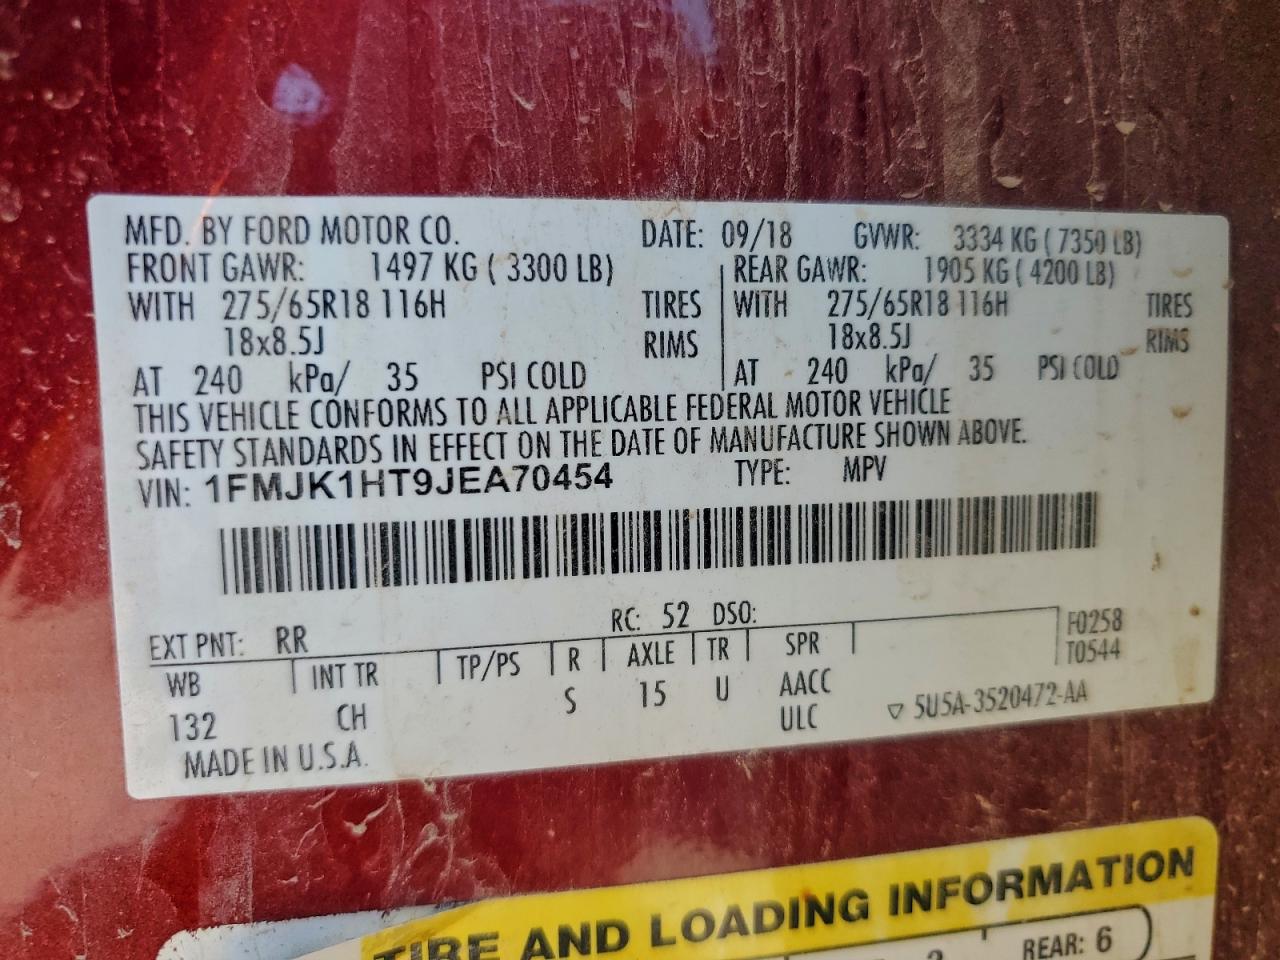 MFD. BY FORD MOTOR CO. DATE: 09/18 GVWR: 3334 KG ( 7350 LB)
FRONT GAWR: 1497 KG ( 3300 LB) REAR GAWR: 1905 KG ( 4200 LB)
WITH 275/65R18 116H TIRES WITH 275/65R18 116H TIRES
18x8.5J RIMS 18x8.5J RIMS
AT 240 kPa/ 35 PSI COLD AT 240 kPa/ 35 PSI COLD
THIS VEHICLE CONFORMS TO ALL APPLICABLE FEDERAL MOTOR VEHICLE
SAFETY STANDARDS IN EFFECT ON THE DATE OF MANUFACTURE SHOWN ABOVE.
VIN: 1FMJK1HT9JEA70454 TYPE: MPV
EXT PNT: RR RC: 52 DSO: F0258
WB INT TR TP/PS R AXLE TR SPR T0544
132 CH S 15 U AACC
ULC ▽ 5U5A-3520472-AA
MADE IN U.S.A.
TIRE AND LOADING INFORMATION
REAR: 6